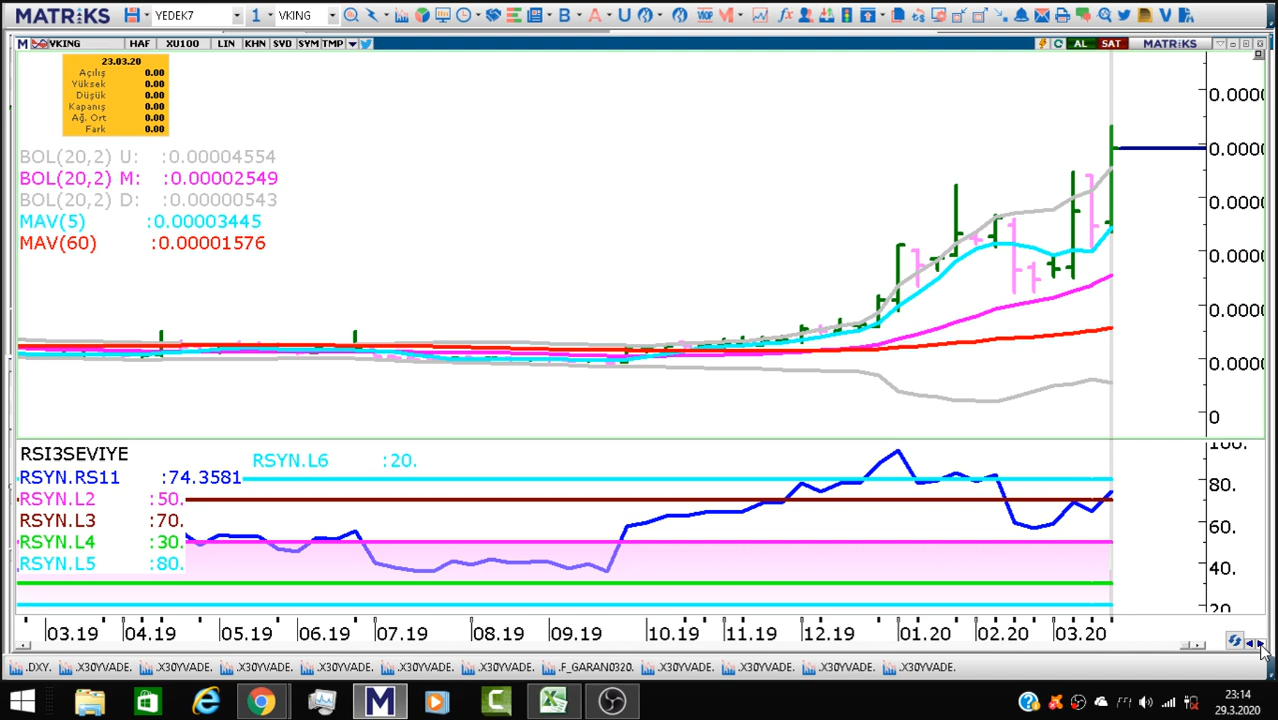 MATRIKS YEDEK7 1 VKING B A U VIOP M fx V
M VKING HAF XU100 LIN KHN SVD SYM TMP AL SAT MATRIKS
23.03.20
Açılış 0.00
Yüksek 0.00
Düşük 0.00
Kapanış 0.00
Ağ. Ort 0.00
Fark 0.00
BOL(20,2) U: :0.00004554
BOL(20,2) M: :0.00002549
BOL(20,2) D: :0.00000543
MAV(5) :0.00003445
MAV(60) :0.00001576
0.0000
0.0000
0.0000
0.0000
0.0000
0.0000
0
RSI3SEVIYE
RSYN.L6 :20.
RSYN.RS11 :74.3581
RSYN.L2 :50.
RSYN.L3 :70.
RSYN.L4 :30.
RSYN.L5 :80.
100.
80.
60.
40.
20.
03.19 04.19 05.19 06.19 07.19 08.19 09.19 10.19 11.19 12.19 01.20 02.20 03.20
.DXY. .X30YVADE. .X30YVADE. .X30YVADE. .X30YVADE. .X30YVADE. .X30YVADE. .F_GARAN0320. .X30YVADE. .X30YVADE. .X30YVADE. .X30YVADE.
23:14
29.3.2020